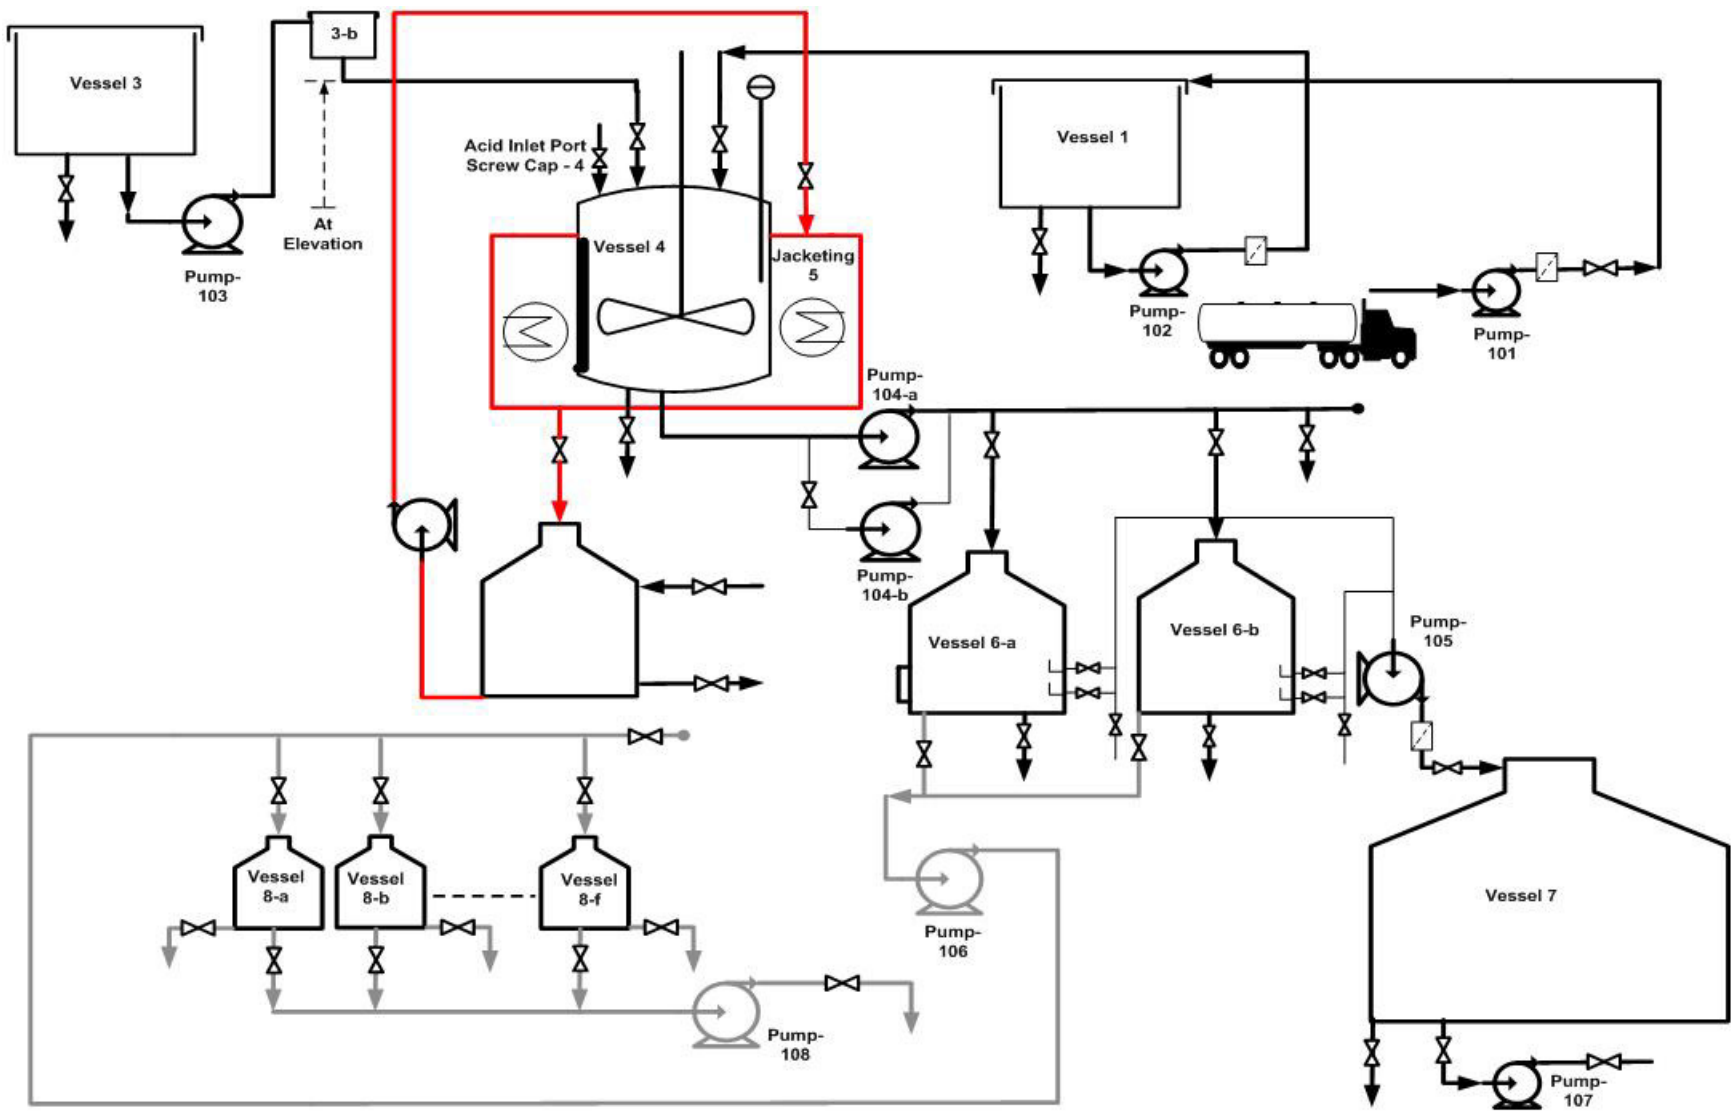 3-b
Vessel 3
Vessel 1
Acid Inlet Port
Screw Cap - 4
At
Elevation
Vessel 4
Jacketing
5
Pump-
103
Pump-
102
Pump-
101
Pump-
104-a
Pump-
104-b
Vessel 6-a
Vessel 6-b
Pump-
105
Vessel
8-a
Vessel
8-b
Vessel
8-f
Vessel 7
Pump-
106
Pump-
108
Pump-
107